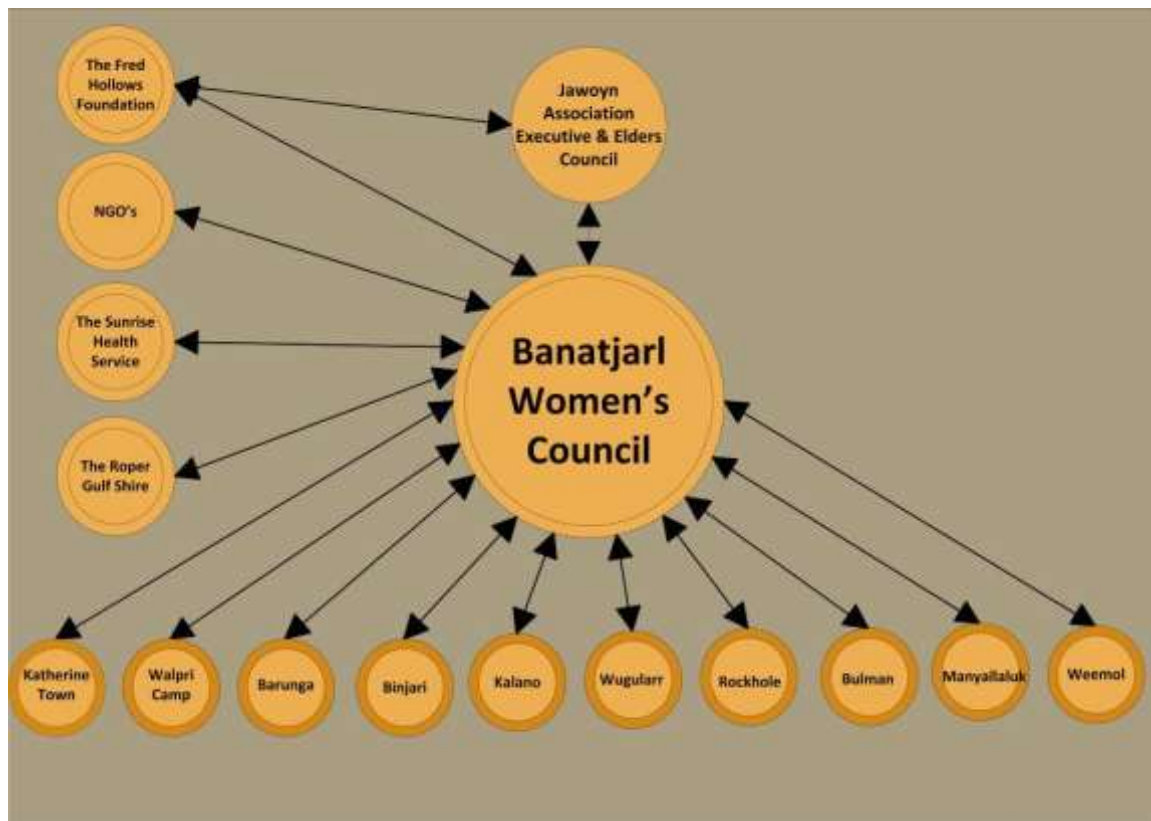 The Fred
Hollows
Foundation
Jawoyn
Association
Executive & Elders
Council
NGO's
The Sunrise
Health
Service
Banatjarl
Women's
Council
The Roper
Gulf Shire
Katherine
Town
Walpri
Camp
Barunga
Binjari
Kalano
Wugularr
Rockhole
Bulman
Manyallaluk
Weemol